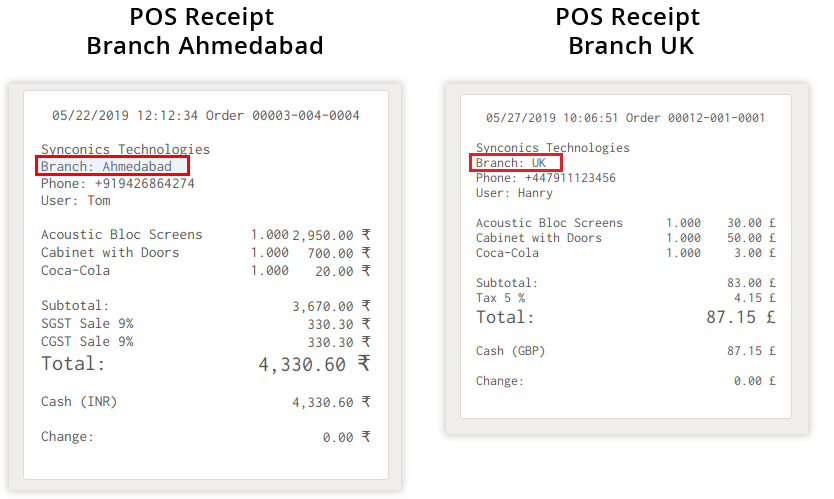 POS Receipt
Branch Ahmedabad
05/22/2019 12:12:34 Order 00003-004-0004
Synconics Technologies
Branch: Ahmedabad
Phone: +919426864274
User: Tom
Acoustic Bloc Screens 1.000 2,950.00 ₹
Cabinet with Doors 1.000 700.00 ₹
Coca-Cola 1.000 20.00 ₹
Subtotal: 3,670.00 ₹
SGST Sale 9% 330.30 ₹
CGST Sale 9% 330.30 ₹
Total: 4,330.60 ₹
Cash (INR) 4,330.60 ₹
Change: 0.00 ₹
POS Receipt
Branch UK
05/27/2019 10:06:51 Order 00012-001-0001
Synconics Technologies
Branch: UK
Phone: +447911123456
User: Hanry
Acoustic Bloc Screens 1.000 30.00 £
Cabinet with Doors 1.000 50.00 £
Coca-Cola 1.000 3.00 £
Subtotal: 83.00 £
Tax 5 % 4.15 £
Total: 87.15 £
Cash (GBP) 87.15 £
Change: 0.00 £